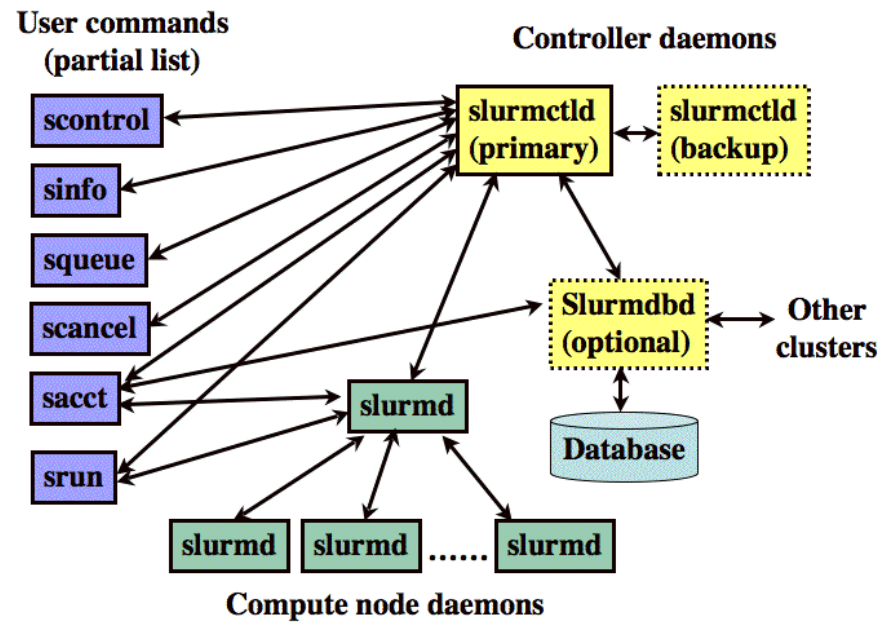 User commands
(partial list)
Controller daemons
scontrol
sinfo
squeue
scancel
sacct
srun
slurmctld
(primary)
slurmctld
(backup)
Slurmdbd
(optional)
Other
clusters
Database
slurmd
slurmd
slurmd
......
slurmd
Compute node daemons